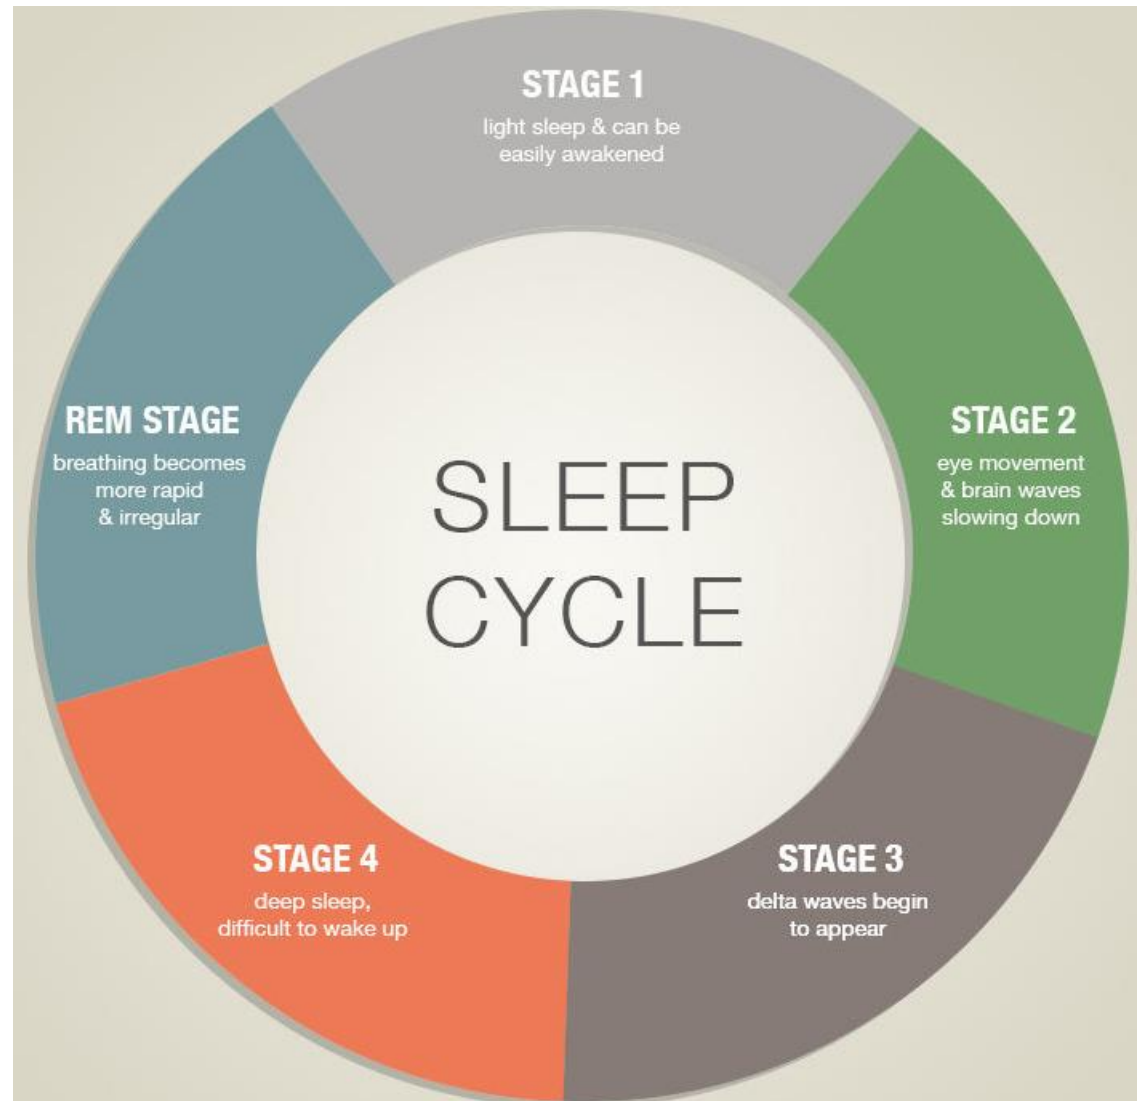 STAGE 1
light sleep & can be
easily awakened
STAGE 2
eye movement
& brain waves
slowing down
STAGE 3
delta waves begin
to appear
STAGE 4
deep sleep,
difficult to wake up
REM STAGE
breathing becomes
more rapid
& irregular
SLEEP
CYCLE